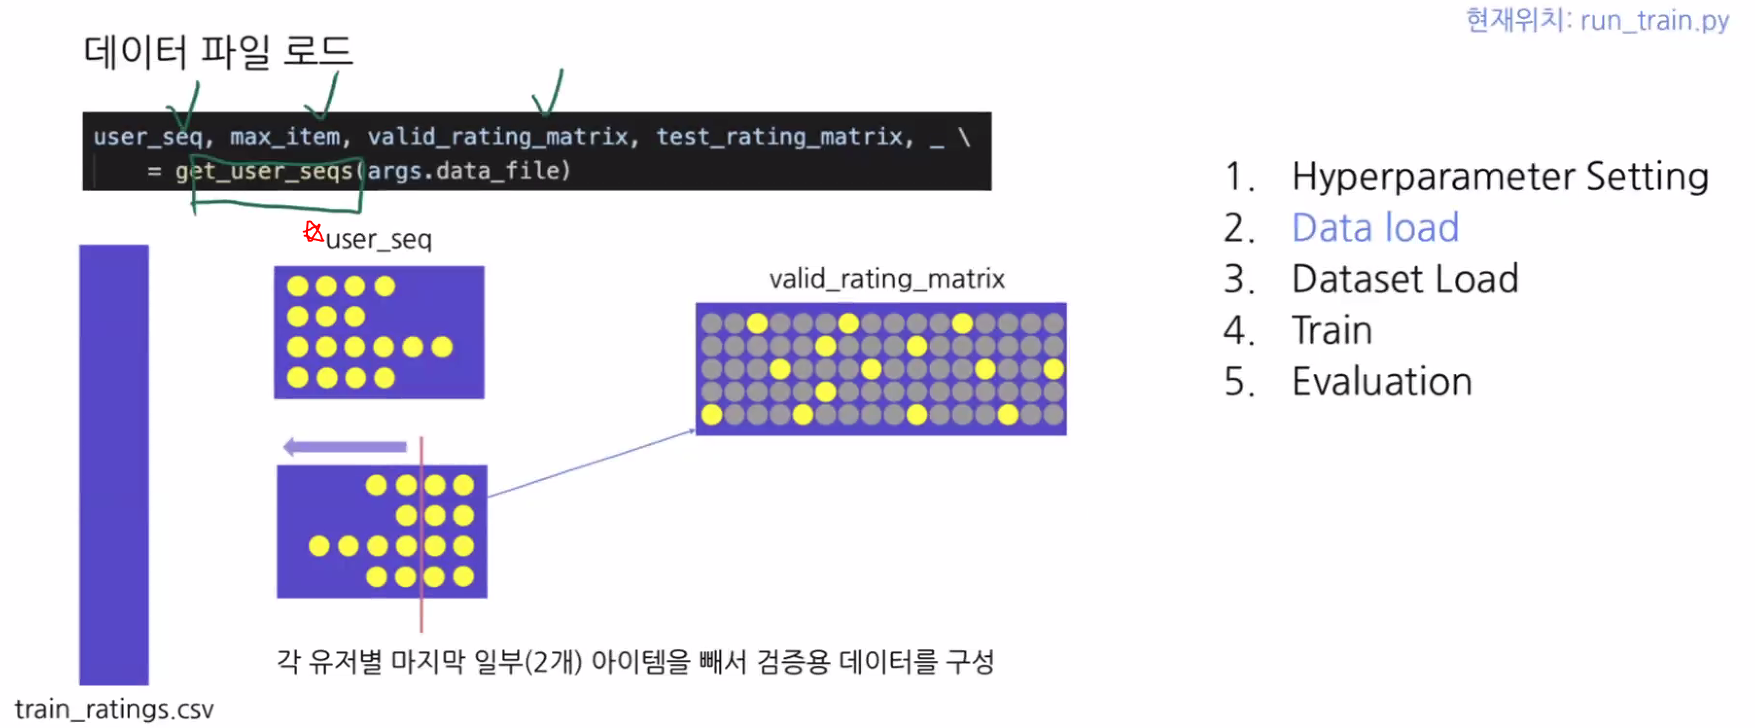 현재위치: run_train.py
데이터 파일 로드
user_seq, max_item, valid_rating_matrix, test_rating_matrix, _ \
= get_user_seqs(args.data_file)
user_seq
valid_rating_matrix
각 유저별 마지막 일부(2개) 아이템을 빼서 검증용 데이터를 구성
train_ratings.csv
1. Hyperparameter Setting
2. Data load
3. Dataset Load
4. Train
5. Evaluation